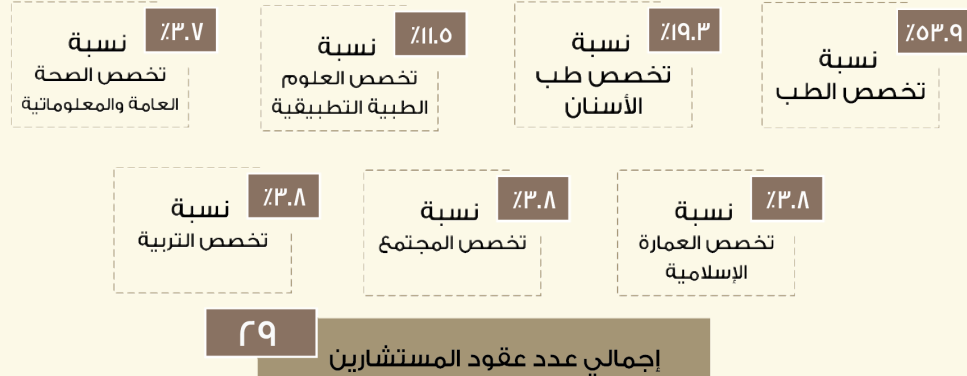 ٪٥٣.٩
نسبة
تخصص الطب
٪١٩.٣
نسبة
تخصص طب
الأسنان
٪١١.٥
نسبة
تخصص العلوم
الطبية التطبيقية
٪٣.٧
نسبة
تخصص الصحة
العامة والمعلوماتية
٪٣.٨
نسبة
تخصص العمارة
الإسلامية
٪٣.٨
نسبة
تخصص المجتمع
٪٣.٨
نسبة
تخصص التربية
٢٩
إجمالي عدد عقود المستشارين